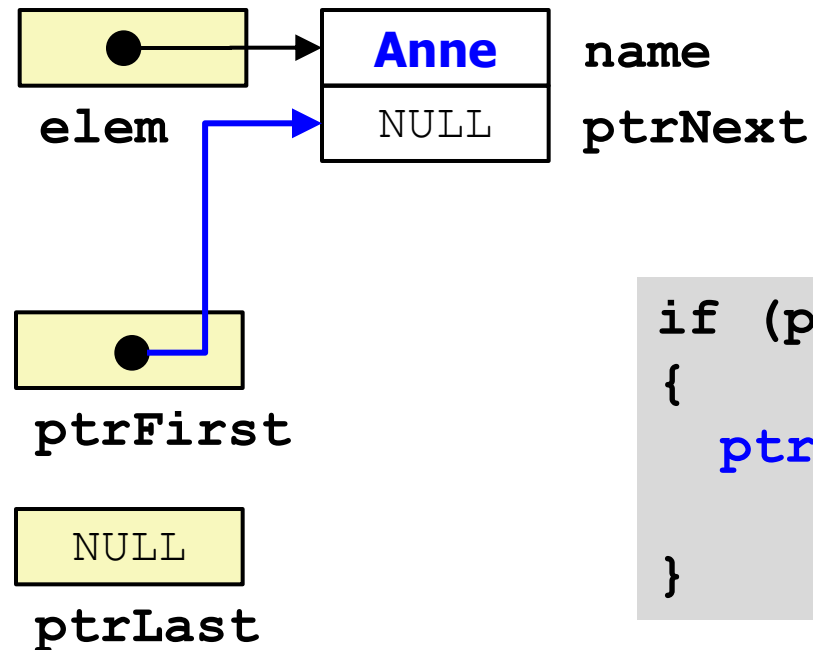 Anne name
elem NULL ptrNext
ptrFirst
NULL
ptrLast
if (p
{
ptr
}